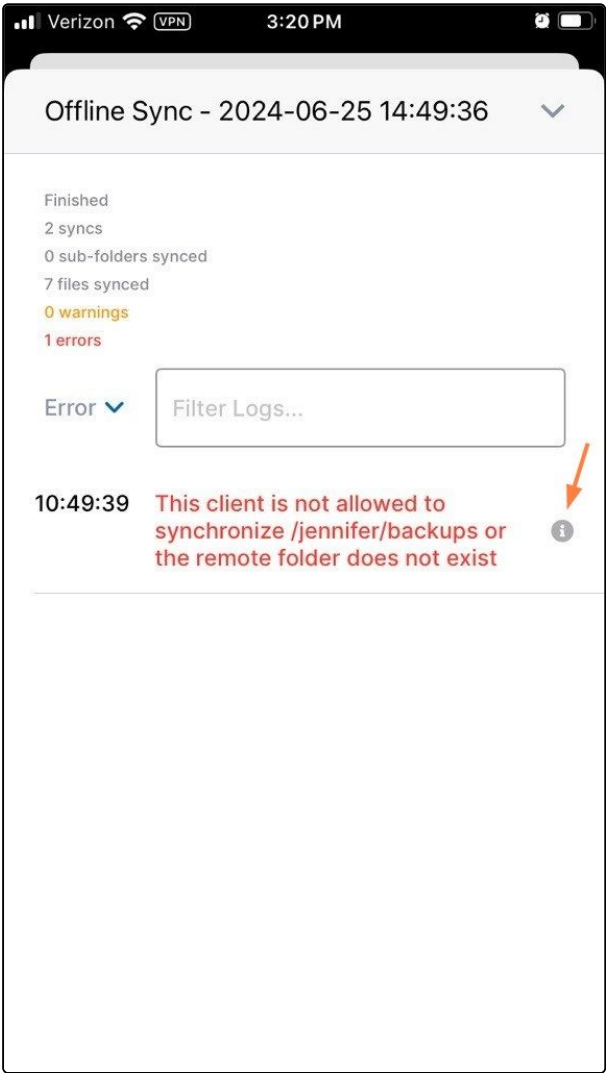 Verizon VPN 3:20 PM
Offline Sync - 2024-06-25 14:49:36
Finished
2 syncs
0 sub-folders synced
7 files synced
0 warnings
1 errors
Error Filter Logs...
10:49:39 This client is not allowed to
synchronize /jennifer/backups or
the remote folder does not exist